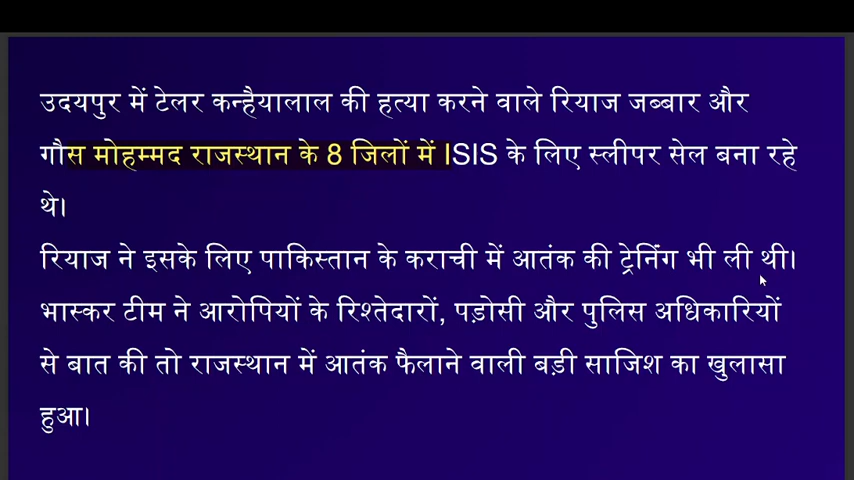 उदयपुर में टेलर कन्हैयालाल की हत्या करने वाले रियाज जब्बार और
गौस मोहम्मद राजस्थान के 8 जिलों में ISIS के लिए स्लीपर सेल बना रहे
थे।
रियाज ने इसके लिए पाकिस्तान के कराची में आतंक की ट्रेनिंग भी ली थी।
भास्कर टीम ने आरोपियों के रिश्तेदारों, पड़ोसी और पुलिस अधिकारियों
से बात की तो राजस्थान में आतंक फैलाने वाली बड़ी साजिश का खुलासा
हुआ।